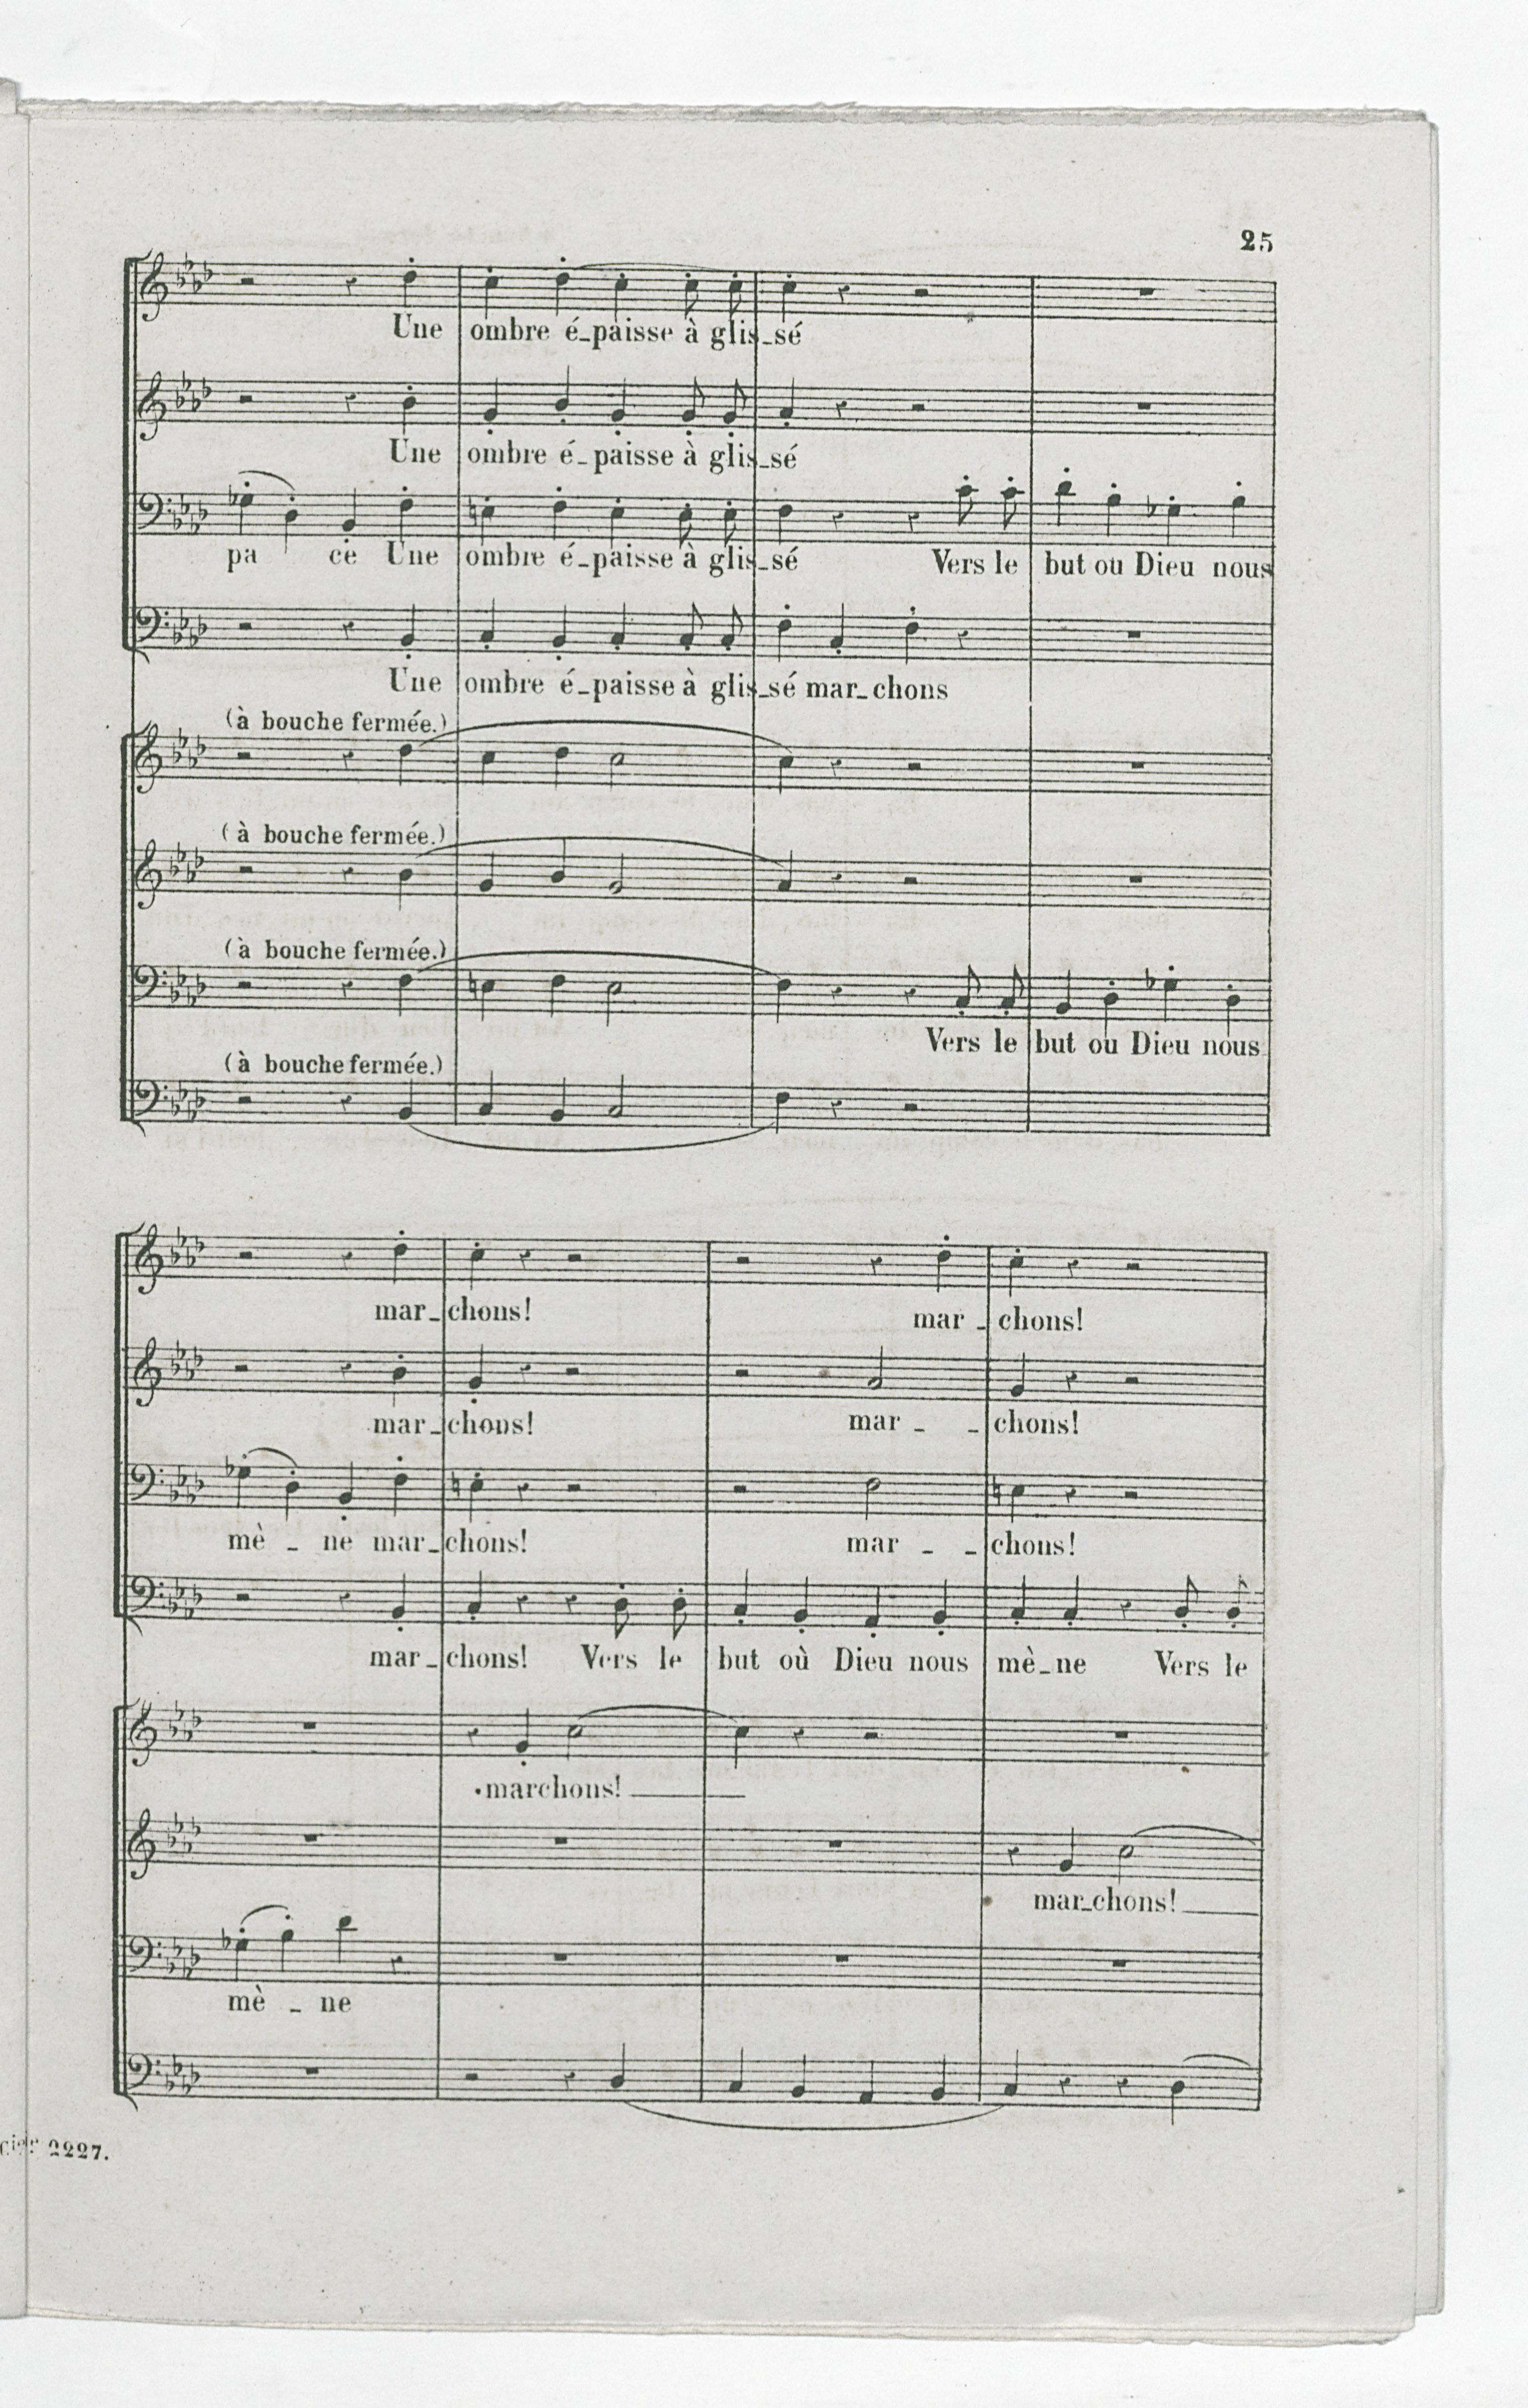 25
Une ombre é_paisse à glis_sé
Une ombre é_paisse à glis_sé
pa ce Une ombre é_paisse à glis_sé Vers le but ou Dieu nous
Une ombre é_paisse à glis_sé mar_chons
(à bouche fermée.)
(à bouche fermée.)
(à bouche fermée.)
Vers le but ou Dieu nous
(à bouche fermée.)
mar_chons! mar_chons!
mar_chons! mar_ _chons!
mè_ne mar_chons! mar_ _chons!
mar_chons! Vers le but où Dieu nous mè_ne Vers le
marchons!
mar_chons!
mè_ne
2227.